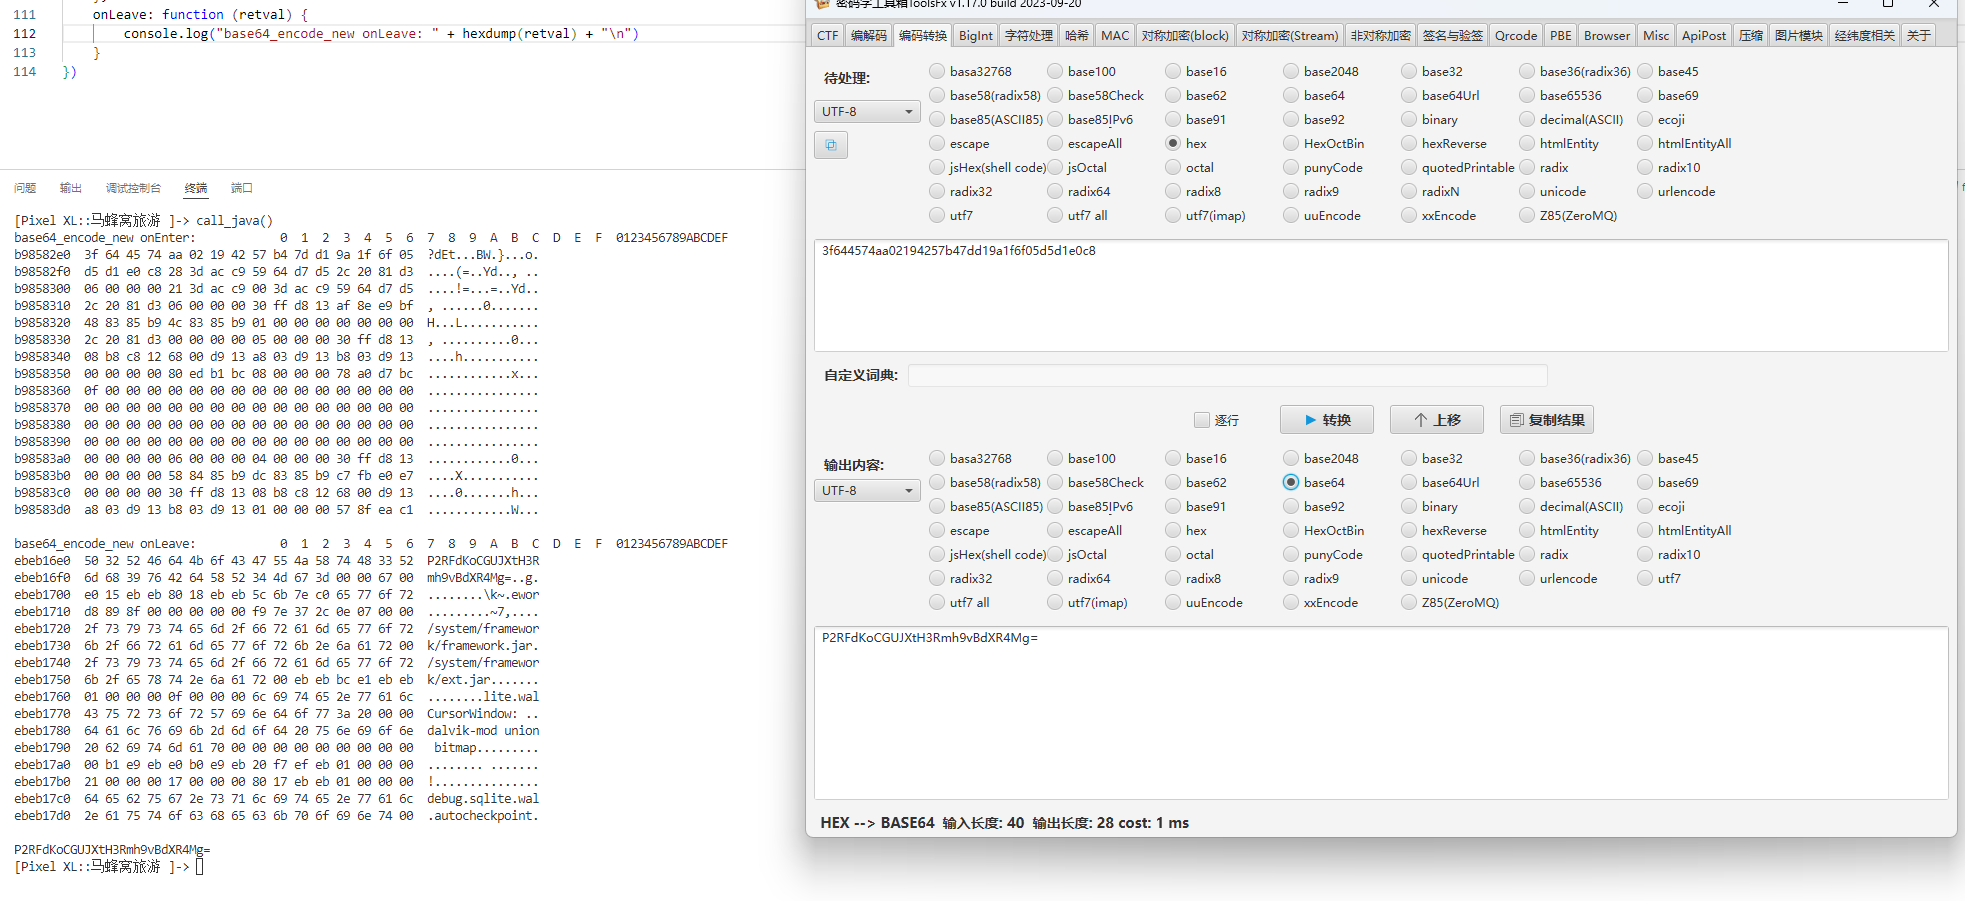 111 onLeave: function (retval) {
112 console.log("base64_encode_new onLeave: " + hexdump(retval) + "\n")
113 }
114 })
问题 输出 调试控制台 终端 端口
[Pixel XL::马蜂窝旅游 ]-> call_java()
base64_encode_new onEnter: 0 1 2 3 4 5 6 7 8 9 A B C D E F 0123456789ABCDEF
b98582e0 3f 64 45 74 aa 02 19 42 57 b4 7d d1 9a 1f 6f 05 ?dEt...BW.}...o.
b98582f0 d5 d1 e0 c8 28 3d ac c9 59 64 d7 d5 2c 20 81 d3 ....(=..Yd.., ..
b9858300 06 00 00 00 21 3d ac c9 00 3d ac c9 59 64 d7 d5 ....!=...=..Yd..
b9858310 2c 20 81 d3 06 00 00 00 30 ff d8 13 af 8e e9 bf , ......0.......
b9858320 48 83 85 b9 4c 83 85 b9 01 00 00 00 00 00 00 00 H...L...........
b9858330 2c 20 81 d3 00 00 00 00 05 00 00 00 30 ff d8 13 , ..........0...
b9858340 08 b8 c8 12 68 00 d9 13 a8 03 d9 13 b8 03 d9 13 ....h...........
b9858350 00 00 00 00 80 ed b1 bc 08 00 00 00 78 a0 d7 bc ............x...
b9858360 0f 00 00 00 00 00 00 00 00 00 00 00 00 00 00 00 ................
b9858370 00 00 00 00 00 00 00 00 00 00 00 00 00 00 00 00 ................
b9858380 00 00 00 00 00 00 00 00 00 00 00 00 00 00 00 00 ................
b9858390 00 00 00 00 00 00 00 00 00 00 00 00 00 00 00 00 ................
b98583a0 00 00 00 00 06 00 00 00 04 00 00 00 30 ff d8 13 ............0...
b98583b0 00 00 00 00 58 84 85 b9 dc 83 85 b9 c7 fb e0 e7 ....X...........
b98583c0 00 00 00 00 30 ff d8 13 08 b8 c8 12 68 00 d9 13 ....0.......h...
b98583d0 a8 03 d9 13 b8 03 d9 13 01 00 00 00 57 8f ea c1 ............W...
base64_encode_new onLeave: 0 1 2 3 4 5 6 7 8 9 A B C D E F 0123456789ABCDEF
ebeb16e0 50 32 52 46 64 4b 6f 43 47 55 4a 58 74 48 33 52 P2RFdKoCGUJXtH3R
ebeb16f0 6d 68 39 76 42 64 58 52 34 4d 67 3d 00 00 67 00 mh9vBdXR4Mg=..g.
ebeb1700 e0 15 eb eb 80 18 eb eb 5c 6b 7e c0 65 77 6f 72 ........\k~.ewor
ebeb1710 d8 89 8f 00 00 00 00 00 f9 7e 37 2c 0e 07 00 00 .........~7,....
ebeb1720 2f 73 79 73 74 65 6d 2f 66 72 61 6d 65 77 6f 72 /system/framewor
ebeb1730 6b 2f 66 72 61 6d 65 77 6f 72 6b 2e 6a 61 72 00 k/framework.jar.
ebeb1740 2f 73 79 73 74 65 6d 2f 66 72 61 6d 65 77 6f 72 /system/framewor
ebeb1750 6b 2f 65 78 74 2e 6a 61 72 00 eb eb bc e1 eb eb k/ext.jar.......
ebeb1760 01 00 00 00 0f 00 00 00 6c 69 74 65 2e 77 61 6c ........lite.wal
ebeb1770 43 75 72 73 6f 72 57 69 6e 64 6f 77 3a 20 00 00 CursorWindow: ..
ebeb1780 64 61 6c 76 69 6b 2d 6d 6f 64 20 75 6e 69 6f 6e dalvik-mod union
ebeb1790 20 62 69 74 6d 61 70 00 00 00 00 00 00 00 00 00 bitmap.........
ebeb17a0 00 b1 e9 eb e0 b0 e9 eb 20 f7 ef eb 01 00 00 00 ........ .......
ebeb17b0 21 00 00 00 17 00 00 00 80 17 eb eb 01 00 00 00 !...............
ebeb17c0 64 65 62 75 67 2e 73 71 6c 69 74 65 2e 77 61 6c debug.sqlite.wal
ebeb17d0 2e 61 75 74 6f 63 68 65 63 6b 70 6f 69 6e 74 00 .autocheckpoint.
P2RFdKoCGUJXtH3Rmh9vBdXR4Mg=
[Pixel XL::马蜂窝旅游 ]->
密码学工具箱ToolsFx v1.17.0 build 2023-09-20
CTF 编解码 编码转换 BigInt 字符处理 哈希 MAC 对称加密(block) 对称加密(Stream) 非对称加密 签名与验签 Qrcode PBE Browser Misc ApiPost 压缩 图片模块 经纬度相关 关于
待处理:
UTF-8
basa32768 base100 base16 base2048 base32 base36(radix36) base45
base58(radix58) base58Check base62 base64 base64Url base65536 base69
base85(ASCII85) base85IPv6 base91 base92 binary decimal(ASCII) ecoji
escape escapeAll hex HexOctBin hexReverse htmlEntity htmlEntityAll
jsHex(shell code) jsOctal octal punyCode quotedPrintable radix radix10
radix32 radix64 radix8 radix9 radixN unicode urlencode
utf7 utf7 all utf7(imap) uuEncode xxEncode Z85(ZeroMQ)
3f644574aa02194257b47dd19a1f6f05d5d1e0c8
自定义词典:
逐行 转换 上移 复制结果
输出内容:
UTF-8
basa32768 base100 base16 base2048 base32 base36(radix36) base45
base58(radix58) base58Check base62 base64 base64Url base65536 base69
base85(ASCII85) base85IPv6 base91 base92 binary decimal(ASCII) ecoji
escape escapeAll hex HexOctBin hexReverse htmlEntity htmlEntityAll
jsHex(shell code) jsOctal octal punyCode quotedPrintable radix radix10
radix32 radix64 radix8 radix9 unicode urlencode utf7
utf7 all utf7(imap) uuEncode xxEncode Z85(ZeroMQ)
P2RFdKoCGUJXtH3Rmh9vBdXR4Mg=
HEX --> BASE64 输入长度: 40 输出长度: 28 cost: 1 ms